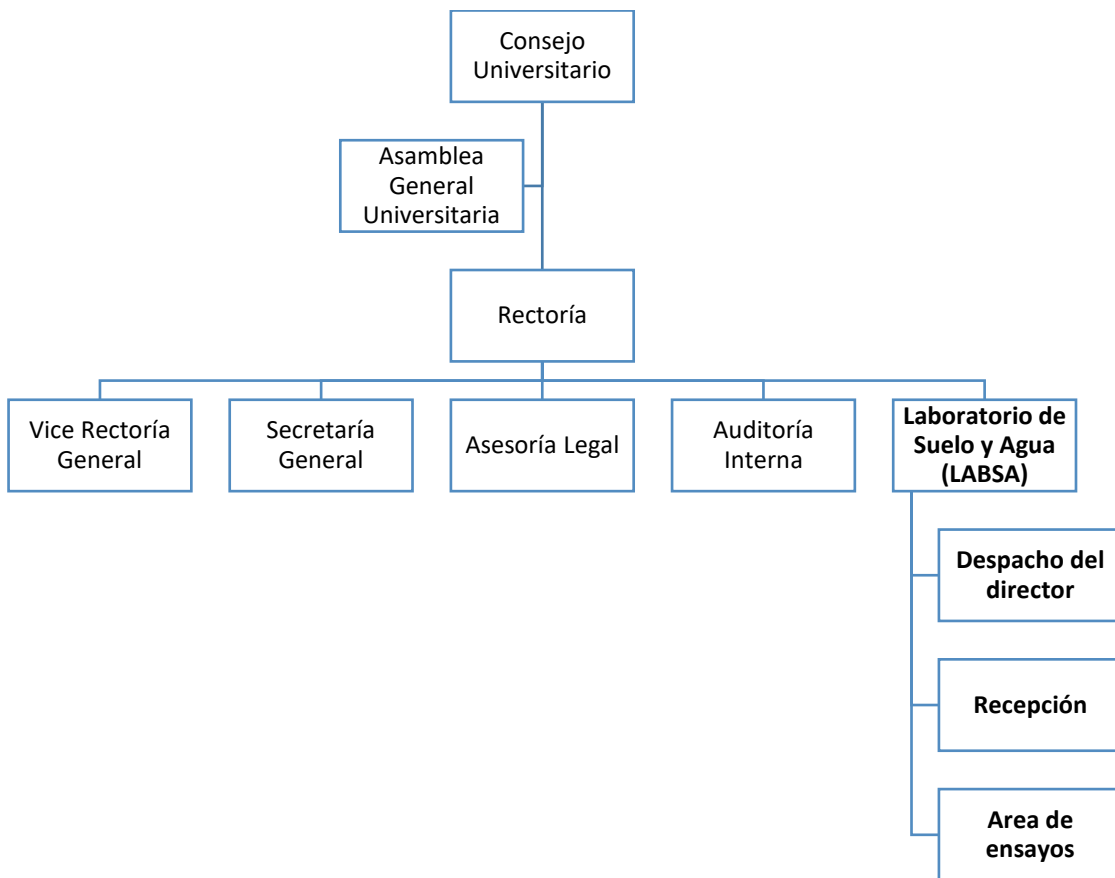 Consejo
Universitario
Asamblea
General
Universitaria
Rectoría
Vice Rectoría
General
Secretaría
General
Asesoría Legal
Auditoría
Interna
Laboratorio de
Suelo y Agua
(LABSA)
Despacho del
director
Recepción
Area de
ensayos